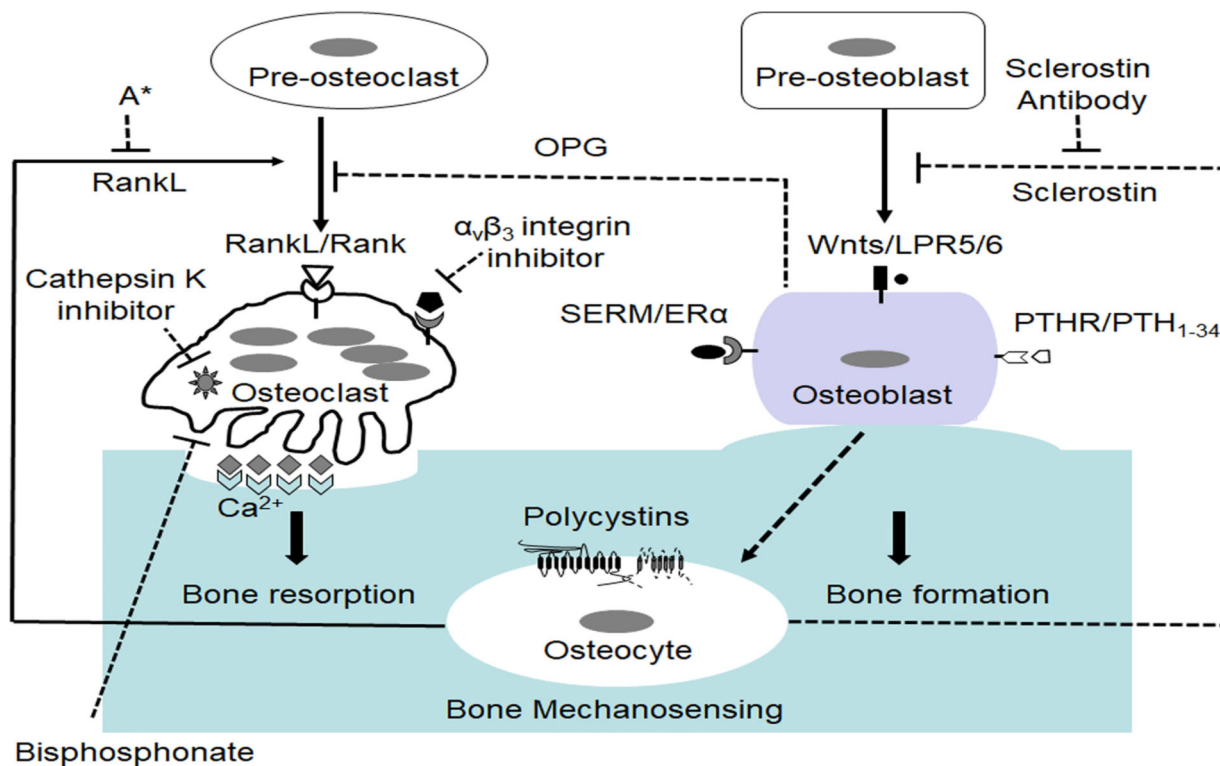 Pre-osteoclast
Pre-osteoblast
Sclerostin
Antibody
A*
RankL
OPG
Sclerostin
RankL/Rank
αvβ3 integrin
inhibitor
Wnts/LPR5/6
Cathepsin K
inhibitor
SERM/ERα
PTHR/PTH1-34
Osteoclast
Osteoblast
Ca2+
Polycystins
Bone resorption
Bone formation
Osteocyte
Bone Mechanosensing
Bisphosphonate